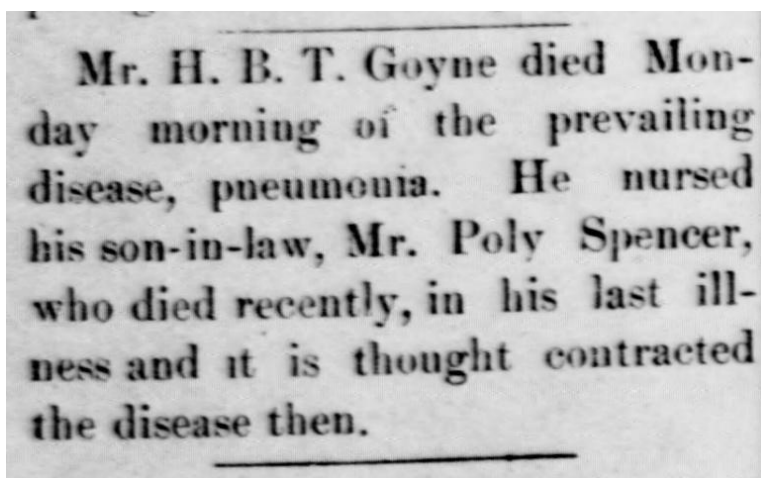 Mr. H. B. T. Goyne died Mon-
day morning of the prevailing
disease, pneumonia. He nursed
his son-in-law, Mr. Poly Spencer,
who died recently, in his last ill-
ness and it is thought contracted
the disease then.